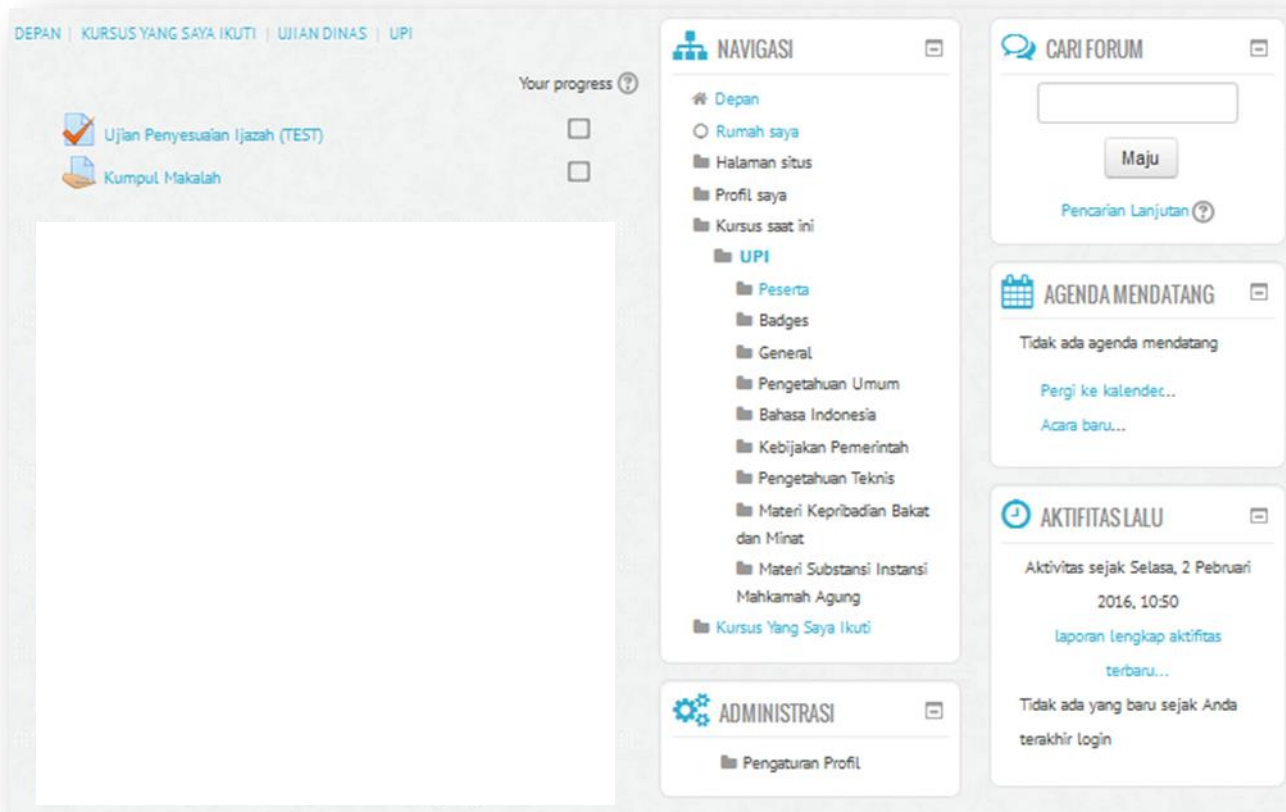 DEPAN | KURSUS YANG SAYA IKUTI | UJIAN DINAS | UPI
Your progress
Ujian Penyesuaian Ijazah (TEST)
Kumpul Makalah
NAVIGASI
Depan
Rumah saya
Halaman situs
Profil saya
Kursus saat ini
UPI
Peserta
Badges
General
Pengetahuan Umum
Bahasa Indonesia
Kebijakan Pemerintah
Pengetahuan Teknis
Materi Kepribadian Bakat
dan Minat
Materi Substansi Instansi
Mahkamah Agung
Kursus Yang Saya Ikuti
ADMINISTRASI
Pengaturan Profil
CARI FORUM
Maju
Pencarian Lanjutan
AGENDA MENDATANG
Tidak ada agenda mendatang
Pergi ke kalender...
Acara baru...
AKTIFITAS LALU
Aktivitas sejak Selasa, 2 Pebruari
2016, 10:50
laporan lengkap aktifitas
terbaru...
Tidak ada yang baru sejak Anda
terakhir login